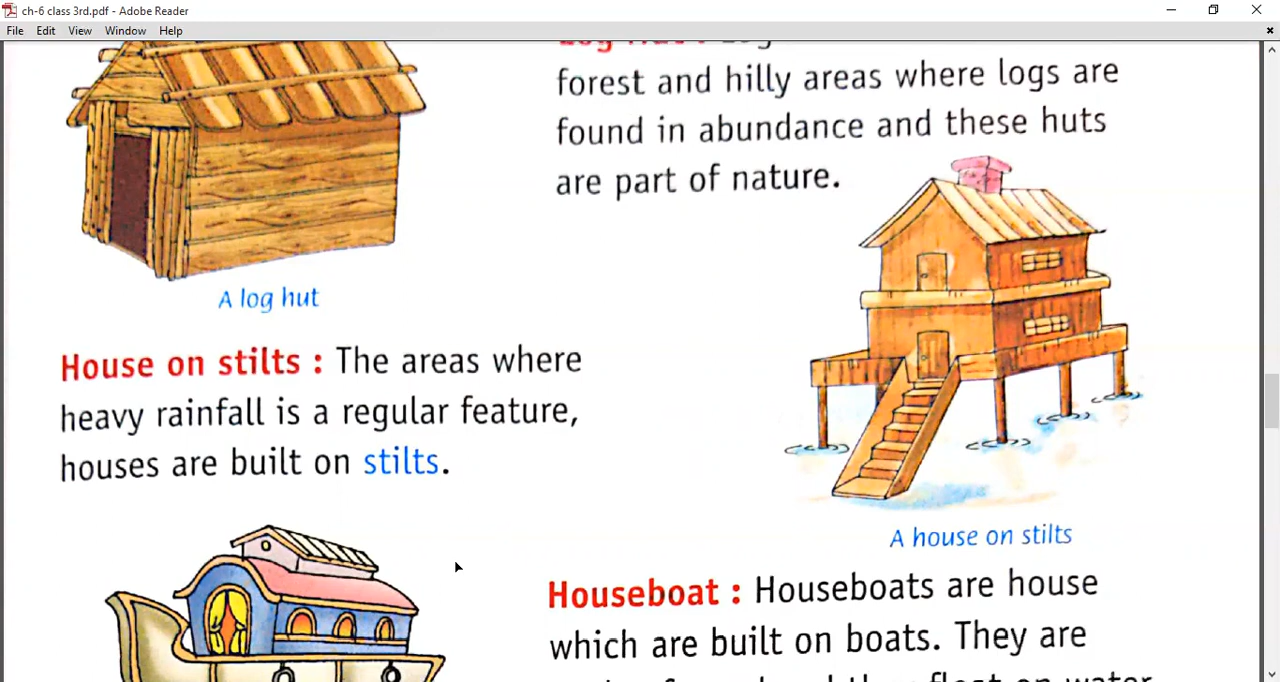 ch-6 class 3rd.pdf - Adobe Reader
File Edit View Window Help
forest and hilly areas where logs are
found in abundance and these huts
are part of nature.
A log hut
House on stilts : The areas where
heavy rainfall is a regular feature,
houses are built on stilts.
A house on stilts
Houseboat : Houseboats are house
which are built on boats. They are